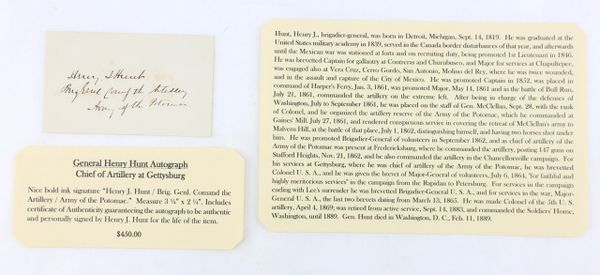 Henry J Hunt
Brig Genl Comg the Artillery
Army of the Potomac
General Henry Hunt Autograph
Chief of Artillery at Gettysburg
Nice bold ink signature "Henry J. Hunt / Brig. Genl. Comand the
Artillery / Army of the Potomac." Measure 3 ¾" x 2 ¼". Includes
certificate of Authenticity guaranteeing the autograph to be authentic
and personally signed by Henry J. Hunt for the life of the item.
$450.00
Hunt, Henry J., brigadier-general, was born in Detroit, Michigan, Sept. 14, 1819. He was graduated at the
United States military academy in 1839, served in the Canada border disturbances of that year, and afterwards
until the Mexican war was stationed at forts and on recruiting duty, being promoted 1st Lieutenant in 1846.
He was brevetted Captain for gallantry at Contreras and Churubusco, and Major for services at Chapultepec,
was engaged also at Vera Cruz, Cerro Gordo, San Antonio, Molino del Rey, where he was twice wounded,
and in the assault and capture of the City of Mexico. He was promoted Captain in 1852, was placed in
command of Harper's Ferry, Jan. 3, 1861, was promoted Major, May 14, 1861 and in the battle of Bull Run,
July 21, 1861, commanded the artillery on the extreme left. After being in charge of the defenses of
Washington, July to September 1861, he was placed on the staff of Gen. McClellan, Sept. 28, with the rank
of Colonel, and he organized the artillery reserve of the Army of the Potomac, which he commanded at
Gaines' Mill, July 27, 1861, and rendered conspicuous service in covering the retreat of McClellan's army to
Malvern Hill, at the battle of that place, July 1, 1862, distinguishing himself, and having two horses shot under
him. He was promoted Brigadier-General of volunteers in September 1862, and as chief of artillery of the
Army of the Potomac was present at Fredericksburg, where he commanded the artillery, posting 147 guns on
Stafford Heights, Nov. 21, 1862, and he also commanded the artillery in the Chancellorsville campaign. For
his services at Gettysburg, where he was chief of artillery of the Army of the Potomac, he was brevetted
Colonel U. S. A., and he was given the brevet of Major-General of volunteers, July 6, 1864, "for faithful and
highly meritorious services" in the campaign from the Rapidan to Petersburg. For services in the campaign
ending with Lee's surrender he was brevetted Brigadier-General U. S. A., and for services in the war, Major-
General U. S. A., the last two brevets dating from March 13, 1865. He was made Colonel of the 5th U. S.
artillery, April 4, 1869; was retired from active service, Sept. 14, 1883, and commanded the Soldiers' Home,
Washington, until 1889. Gen. Hunt died in Washington, D. C., Feb. 11, 1889.